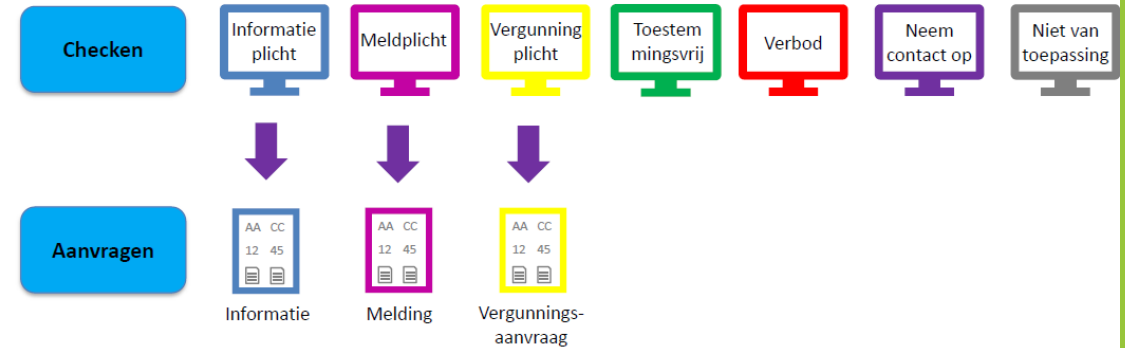 Checken
Informatie
plicht
Meldplicht
Vergunning
plicht
Toestem
mingsvrij
Verbod
Neem
contact op
Niet van
toepassing
Aanvragen
AA CC
12 45
Informatie
AA CC
12 45
Melding
AA CC
12 45
Vergunnings-
aanvraag